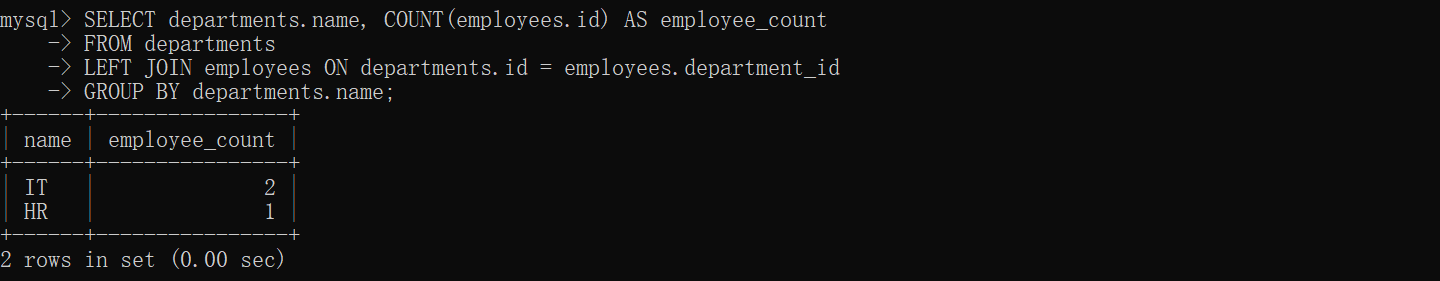 mysql> SELECT departments.name, COUNT(employees.id) AS employee_count
    -> FROM departments
    -> LEFT JOIN employees ON departments.id = employees.department_id
    -> GROUP BY departments.name;
+------+----------------+
| name | employee_count |
+------+----------------+
| IT   |              2 |
| HR   |              1 |
+------+----------------+
2 rows in set (0.00 sec)